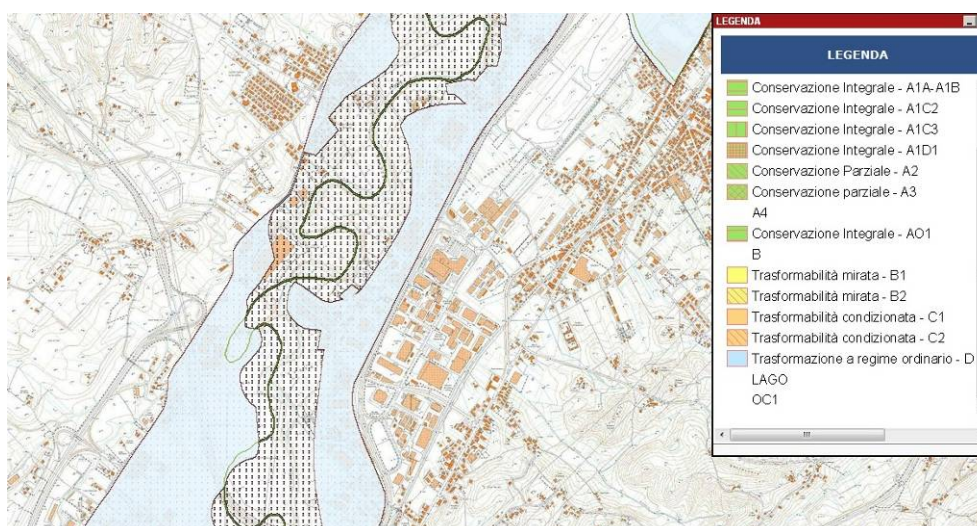 LEGENDA
LEGENDA
Conservazione Integrale - A1A-A1B
Conservazione Integrale - A1C2
Conservazione Integrale - A1C3
Conservazione Integrale - A1D1
Conservazione Parziale - A2
Conservazione parziale - A3
A4
Conservazione Integrale - AO1
B
Trasformabilità mirata - B1
Trasformabilità mirata - B2
Trasformabilità condizionata - C1
Trasformabilità condizionata - C2
Trasformazione a regime ordinario - D
LAGO
OC1